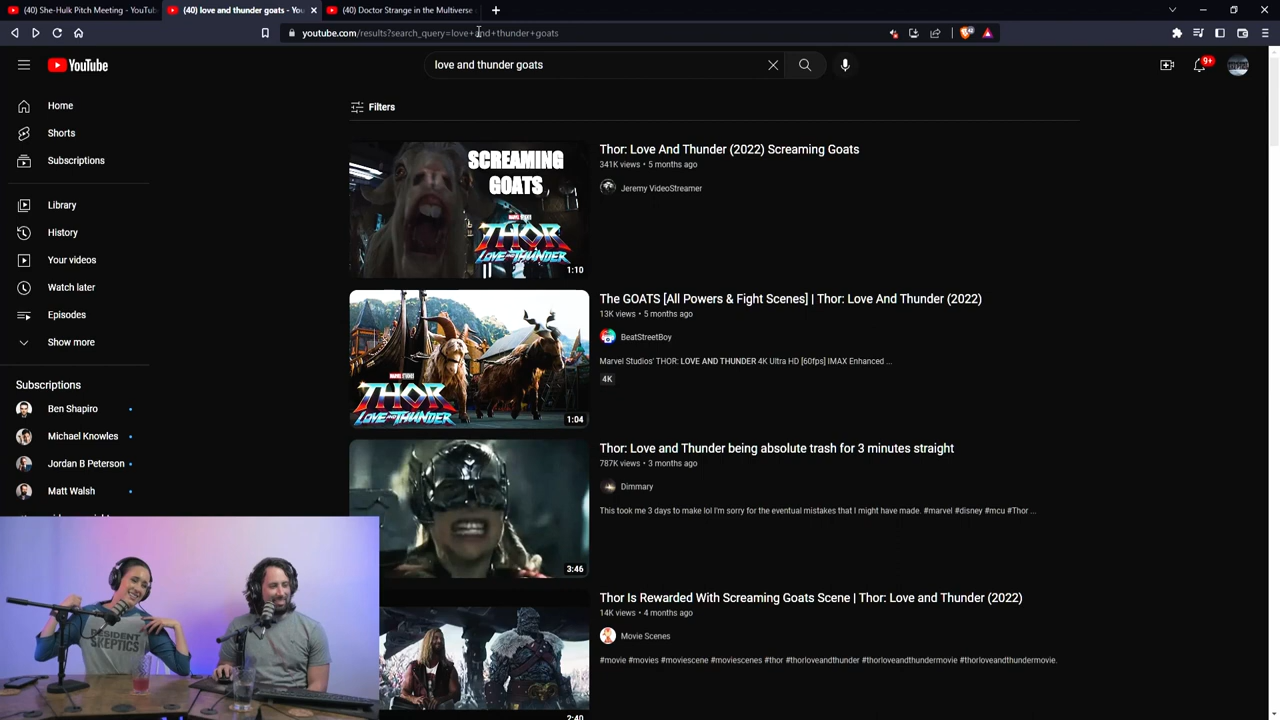 (40) She-Hulk Pitch Meeting - YouTub
(40) love and thunder goats - You
(40) Doctor Strange in the Multiverse
youtube.com/results?search_query=love+and+thunder+goats
YouTube
love and thunder goats
9+
Home
Shorts
Subscriptions
Library
History
Your videos
Watch later
Episodes
Show more
Subscriptions
Ben Shapiro
Michael Knowles
Jordan B Peterson
Matt Walsh
Filters
SCREAMING
GOATS
MARVEL STUDIOS
THOR
LOVE AND THUNDER
1:10
Thor: Love And Thunder (2022) Screaming Goats
341K views • 5 months ago
Jeremy VideoStreamer
MARVEL STUDIOS
THOR
LOVE AND THUNDER
1:04
The GOATS [All Powers & Fight Scenes] | Thor: Love And Thunder (2022)
13K views • 5 months ago
BeatStreetBoy
Marvel Studios' THOR: LOVE AND THUNDER 4K Ultra HD [60fps] IMAX Enhanced ...
4K
3:46
Thor: Love and Thunder being absolute trash for 3 minutes straight
787K views • 3 months ago
Dimmary
This took me 3 days to make lol I'm sorry for the eventual mistakes that I might have made. #marvel #disney #mcu #Thor ...
2:40
Thor Is Rewarded With Screaming Goats Scene | Thor: Love and Thunder (2022)
14K views • 4 months ago
Movie Scenes
#movie #movies #moviescene #moviescenes #thor #thorloveandthunder #thorloveandthundermovie #thorloveandthundermovie.
RESIDENT
SKEPTICS